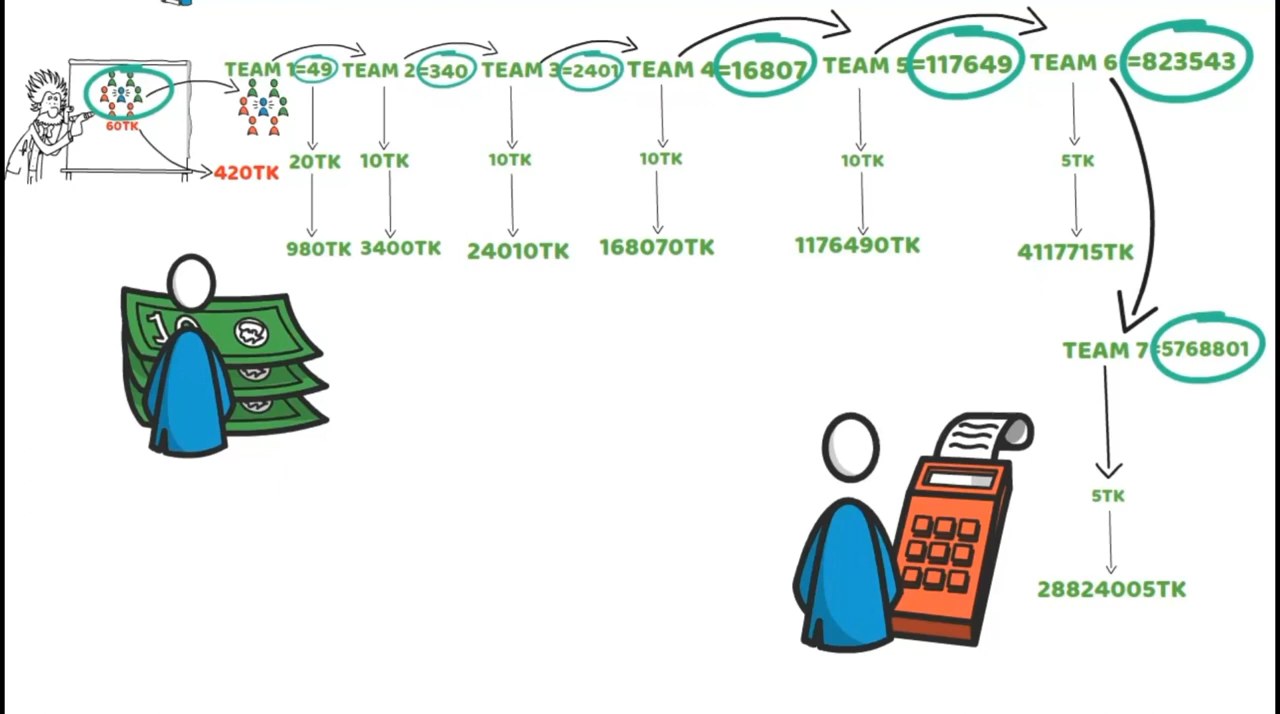 TEAM 1=49 TEAM 2=340 TEAM 3=2401 TEAM 4=16807 TEAM 5=117649 TEAM 6=823543
60TK
420TK 20TK 10TK 10TK 10TK 10TK 5TK
980TK 3400TK 24010TK 168070TK 1176490TK 4117715TK
10
TEAM 7=5768801
5TK
28824005TK